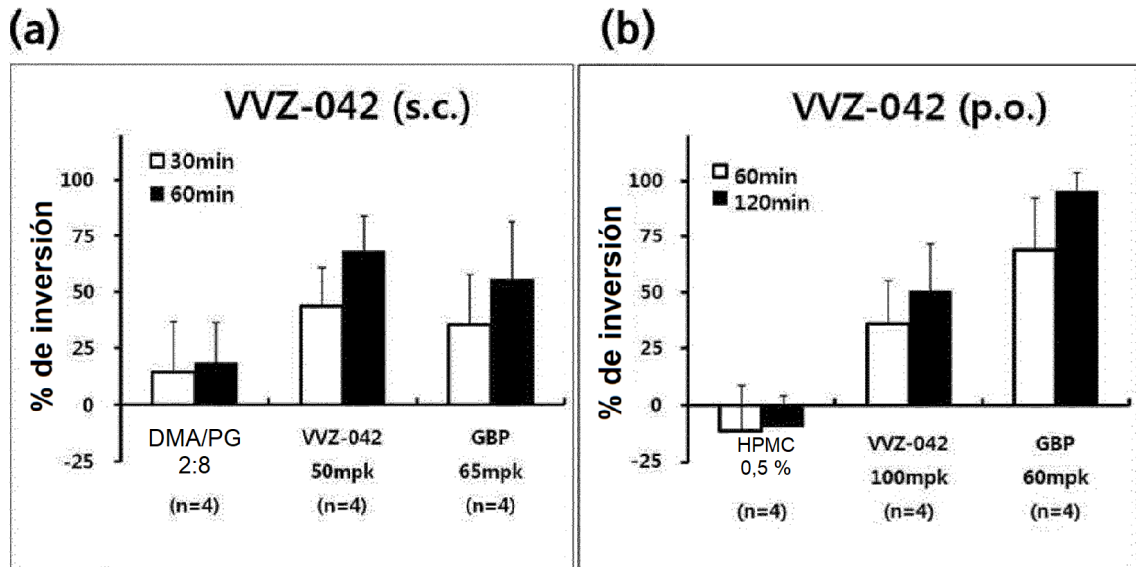 (a)
VVZ-042 (s.c.)
30min
60min
% de inversión
100
75
50
25
0
-25
DMA/PG
2:8
(n=4)
VVZ-042
50mpk
(n=4)
GBP
65mpk
(n=4)
(b)
VVZ-042 (p.o.)
60min
120min
% de inversión
100
75
50
25
0
-25
HPMC
0,5 %
(n=4)
VVZ-042
100mpk
(n=4)
GBP
60mpk
(n=4)